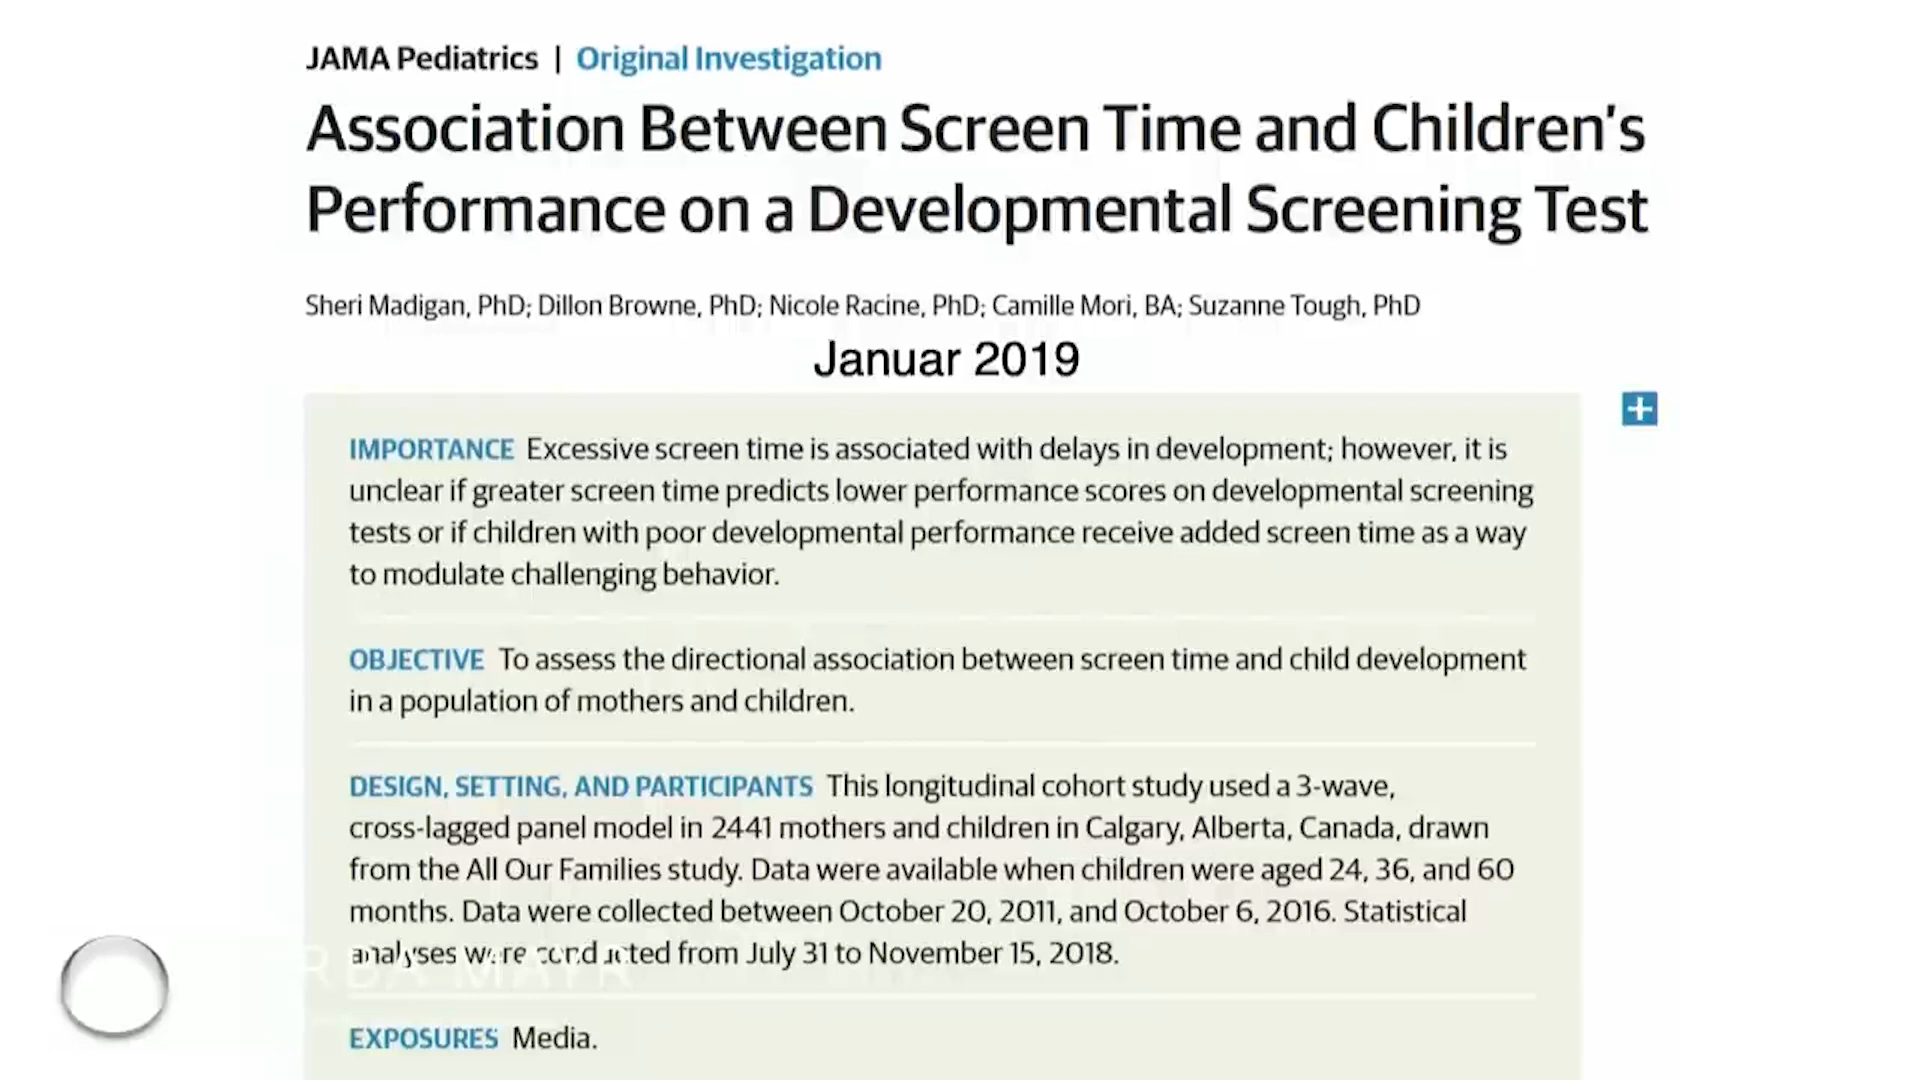 JAMA Pediatrics | Original Investigation
Association Between Screen Time and Children's
Performance on a Developmental Screening Test
Sheri Madigan, PhD; Dillon Browne, PhD; Nicole Racine, PhD; Camille Mori, BA; Suzanne Tough, PhD
Januar 2019
IMPORTANCE Excessive screen time is associated with delays in development; however, it is
unclear if greater screen time predicts lower performance scores on developmental screening
tests or if children with poor developmental performance receive added screen time as a way
to modulate challenging behavior.
OBJECTIVE To assess the directional association between screen time and child development
in a population of mothers and children.
DESIGN, SETTING, AND PARTICIPANTS This longitudinal cohort study used a 3-wave,
cross-lagged panel model in 2441 mothers and children in Calgary, Alberta, Canada, drawn
from the All Our Families study. Data were available when children were aged 24, 36, and 60
months. Data were collected between October 20, 2011, and October 6, 2016. Statistical
analyses were conducted from July 31 to November 15, 2018.
EXPOSURES Media.